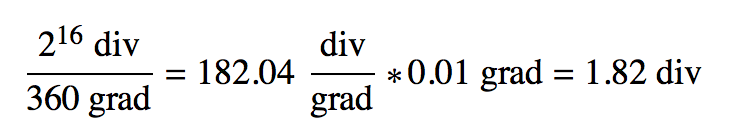 2^16 div / 360 grad = 182.04 div / grad * 0.01 grad = 1.82 div